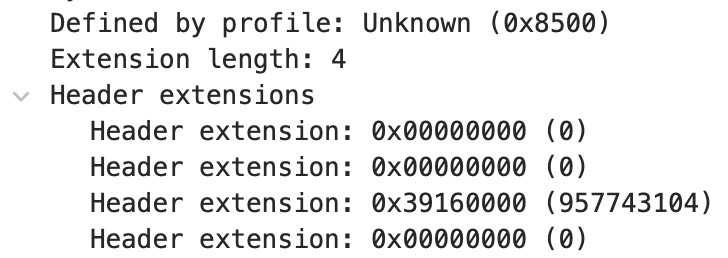 Defined by profile: Unknown (0x8500)
Extension length: 4
Header extensions
Header extension: 0x00000000 (0)
Header extension: 0x00000000 (0)
Header extension: 0x39160000 (957743104)
Header extension: 0x00000000 (0)